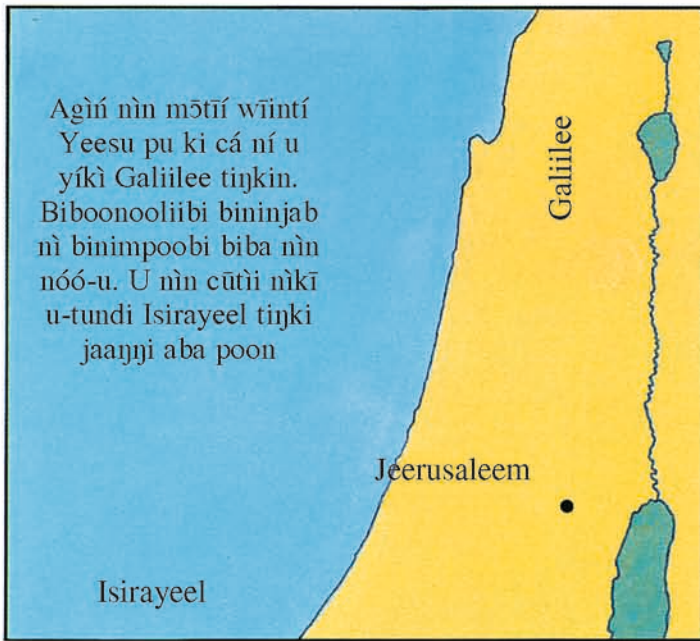 Agìń nìn mɔ̄tīí wīintí
Yeesu pu ki cá ní u
yíkì Galiilee tiŋkin.
Biboonooliibi bininjab
nì binimpoobi biba nìn
nóó-u. U nìn cūtìi nìkī
u-tundi Isirayeel tiŋki
jaaŋŋi aba poon
Galiilee
Jeerusaleem
Isirayeel